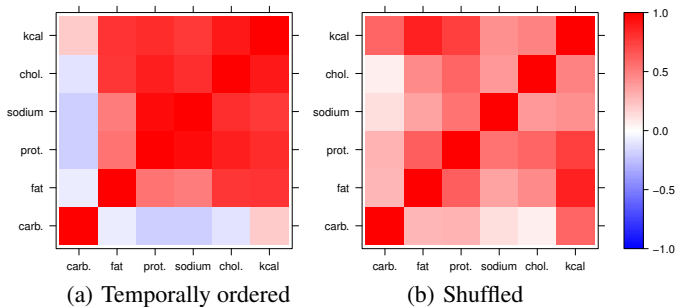 kcal
chol.
sodium
prot.
fat
carb.
carb. fat prot. sodium chol. kcal
(a) Temporally ordered
kcal
chol.
sodium
prot.
fat
carb.
carb. fat prot. sodium chol. kcal
(b) Shuffled
1.0
0.5
0.0
−0.5
−1.0